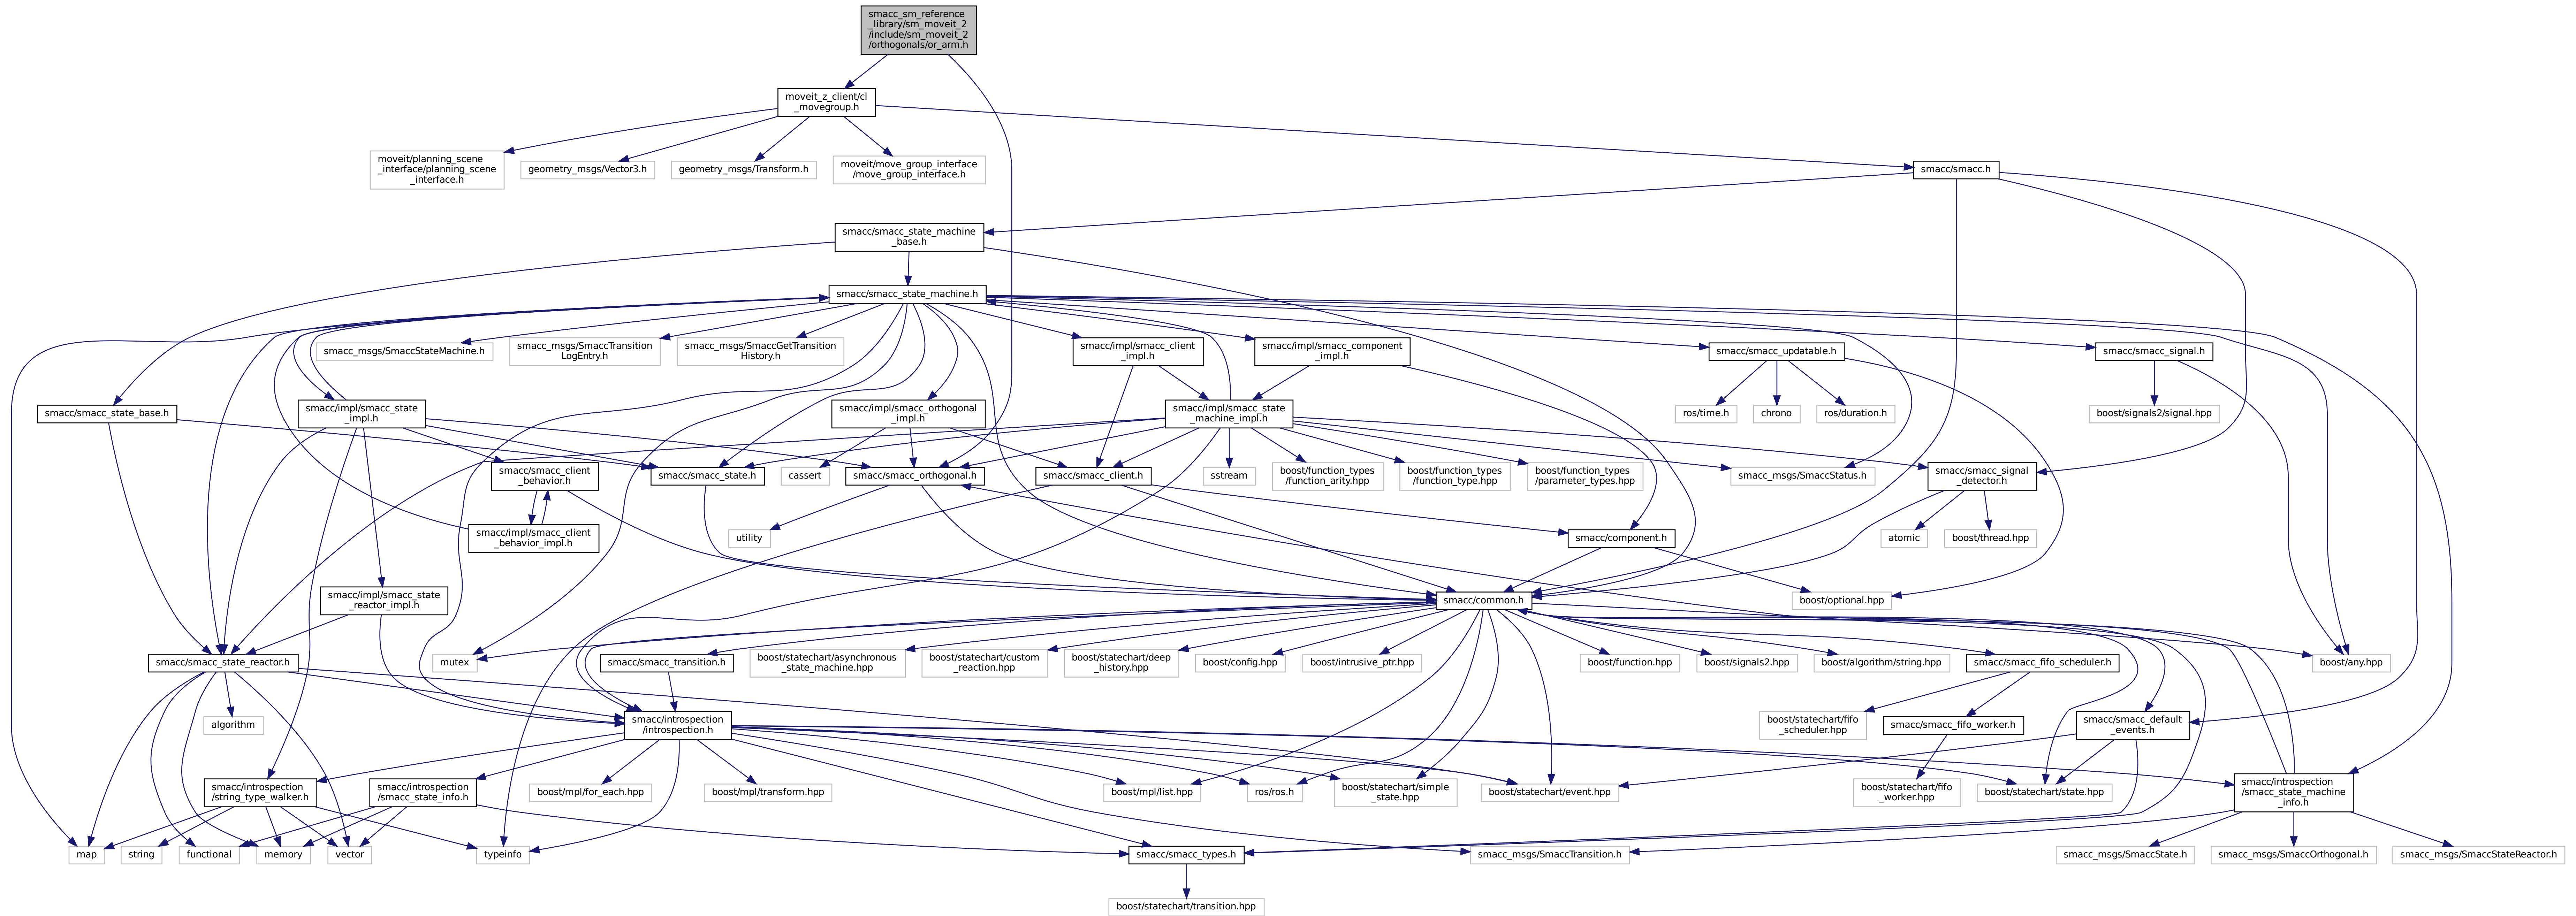 smacc_sm_reference
_library/sm_moveit_2
/include/sm_moveit_2
/orthogonals/or_arm.h
moveit_z_client/cl
_movegroup.h
moveit/planning_scene
_interface/planning_scene
_interface.h
geometry_msgs/Vector3.h
geometry_msgs/Transform.h
moveit/move_group_interface
/move_group_interface.h
smacc/smacc.h
smacc/smacc_state_machine
_base.h
smacc/smacc_state_machine.h
smacc_msgs/SmaccStateMachine.h
smacc_msgs/SmaccTransition
LogEntry.h
smacc_msgs/SmaccGetTransition
History.h
smacc/impl/smacc_client
_impl.h
smacc/impl/smacc_component
_impl.h
smacc/smacc_updatable.h
smacc/smacc_signal.h
smacc/smacc_state_base.h
smacc/impl/smacc_state
_impl.h
smacc/impl/smacc_orthogonal
_impl.h
smacc/impl/smacc_state
_machine_impl.h
ros/time.h
chrono
ros/duration.h
boost/signals2/signal.hpp
smacc/smacc_client
_behavior.h
smacc/smacc_state.h
cassert
smacc/smacc_orthogonal.h
smacc/smacc_client.h
sstream
boost/function_types
/function_arity.hpp
boost/function_types
/function_type.hpp
boost/function_types
/parameter_types.hpp
smacc_msgs/SmaccStatus.h
smacc/smacc_signal
_detector.h
smacc/impl/smacc_client
_behavior_impl.h
utility
smacc/component.h
atomic
boost/thread.hpp
smacc/impl/smacc_state
_reactor_impl.h
smacc/common.h
boost/optional.hpp
smacc/smacc_state_reactor.h
mutex
smacc/smacc_transition.h
boost/statechart/asynchronous
_state_machine.hpp
boost/statechart/custom
_reaction.hpp
boost/statechart/deep
_history.hpp
boost/config.hpp
boost/intrusive_ptr.hpp
boost/function.hpp
boost/signals2.hpp
boost/algorithm/string.hpp
smacc/smacc_fifo_scheduler.h
boost/any.hpp
algorithm
smacc/introspection
/introspection.h
boost/statechart/fifo
_scheduler.hpp
smacc/smacc_fifo_worker.h
smacc/smacc_default
_events.h
smacc/introspection
/string_type_walker.h
smacc/introspection
/smacc_state_info.h
boost/mpl/for_each.hpp
boost/mpl/transform.hpp
boost/mpl/list.hpp
ros/ros.h
boost/statechart/simple
_state.hpp
boost/statechart/event.hpp
boost/statechart/fifo
_worker.hpp
boost/statechart/state.hpp
smacc/introspection
/smacc_state_machine
_info.h
map
string
functional
memory
vector
typeinfo
smacc/smacc_types.h
smacc_msgs/SmaccTransition.h
smacc_msgs/SmaccState.h
smacc_msgs/SmaccOrthogonal.h
smacc_msgs/SmaccStateReactor.h
boost/statechart/transition.hpp